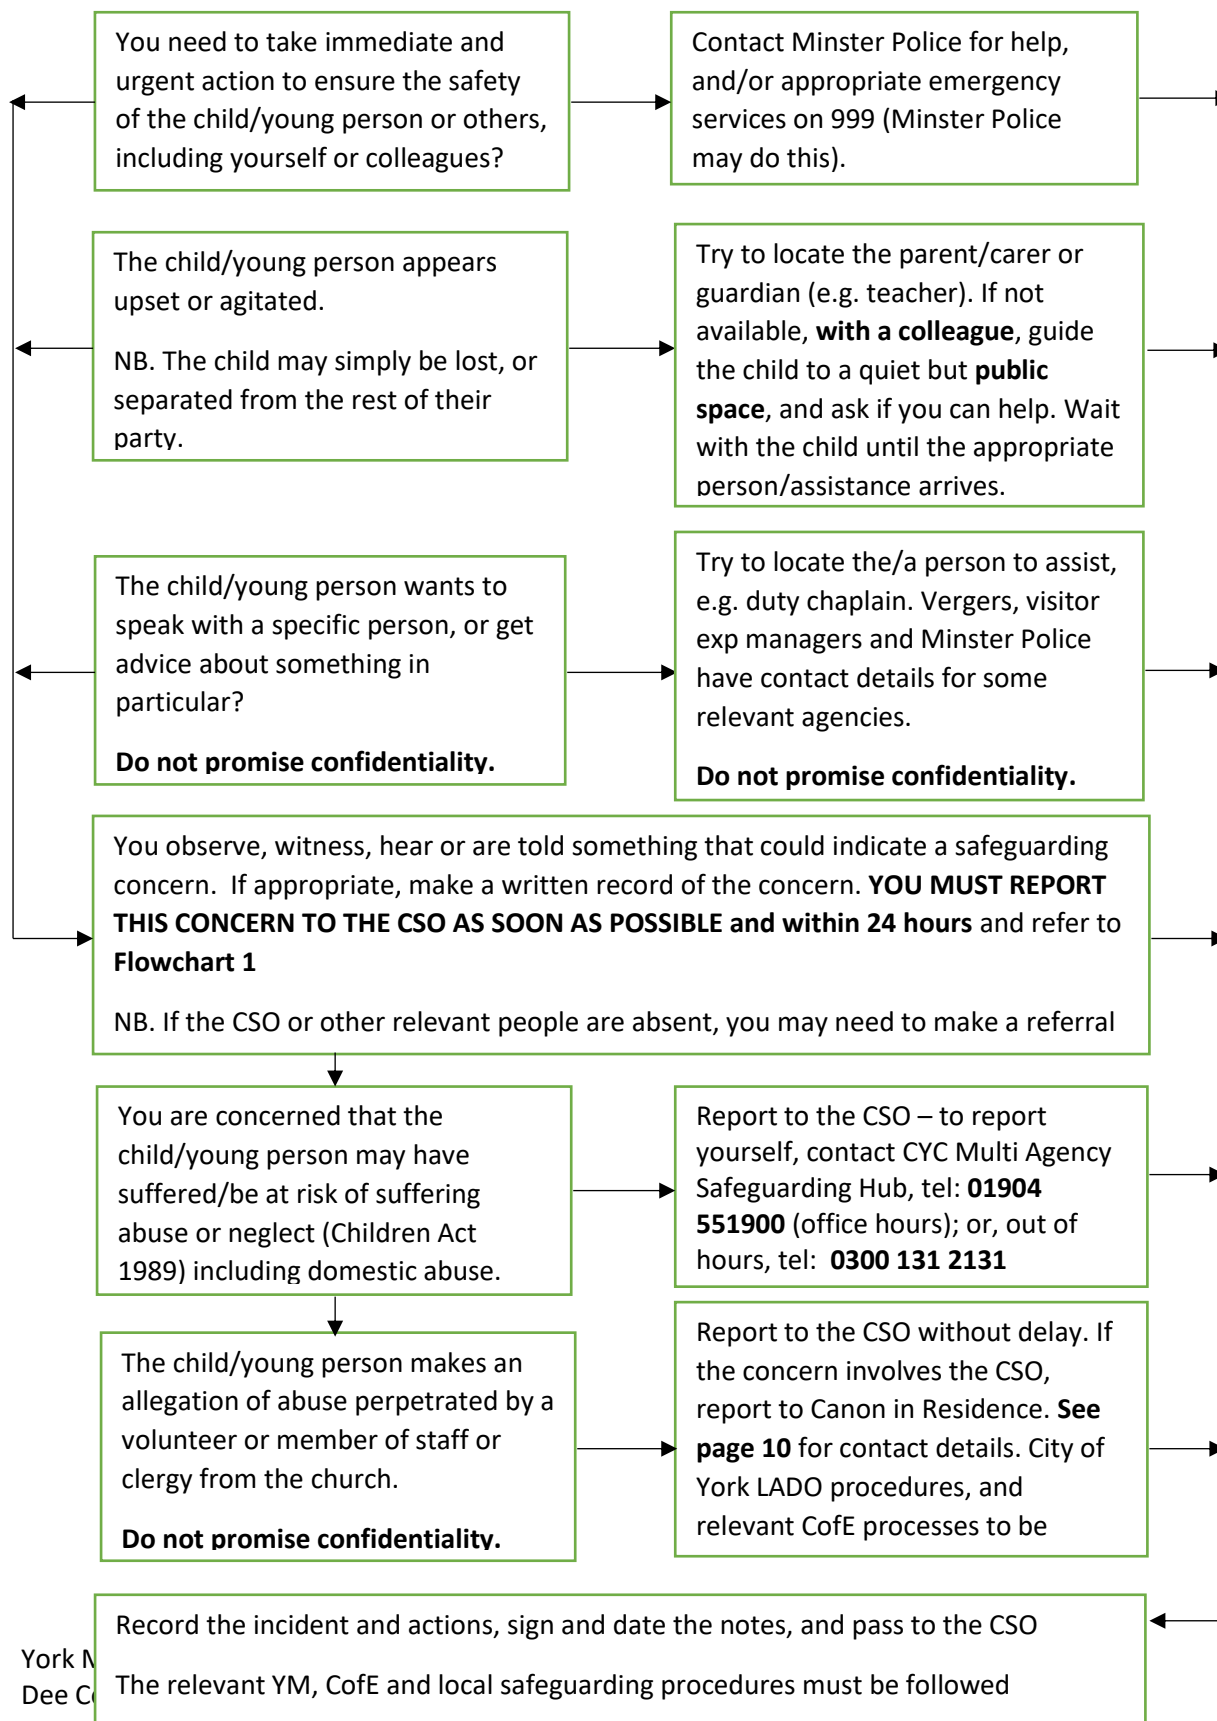 You need to take immediate and
urgent action to ensure the safety
of the child/young person or others,
including yourself or colleagues?
Contact Minster Police for help,
and/or appropriate emergency
services on 999 (Minster Police
may do this).
The child/young person appears
upset or agitated.
NB. The child may simply be lost, or
separated from the rest of their
party.
Try to locate the parent/carer or
guardian (e.g. teacher). If not
available, with a colleague, guide
the child to a quiet but public
space, and ask if you can help. Wait
with the child until the appropriate
person/assistance arrives.
The child/young person wants to
speak with a specific person, or get
advice about something in
particular?
Do not promise confidentiality.
Try to locate the/a person to assist,
e.g. duty chaplain. Vergers, visitor
exp managers and Minster Police
have contact details for some
relevant agencies.
Do not promise confidentiality.
You observe, witness, hear or are told something that could indicate a safeguarding
concern.  If appropriate, make a written record of the concern. YOU MUST REPORT
THIS CONCERN TO THE CSO AS SOON AS POSSIBLE and within 24 hours and refer to
Flowchart 1
NB. If the CSO or other relevant people are absent, you may need to make a referral
You are concerned that the
child/young person may have
suffered/be at risk of suffering
abuse or neglect (Children Act
1989) including domestic abuse.
Report to the CSO – to report
yourself, contact CYC Multi Agency
Safeguarding Hub, tel: 01904
551900 (office hours); or, out of
hours, tel:  0300 131 2131
The child/young person makes an
allegation of abuse perpetrated by a
volunteer or member of staff or
clergy from the church.
Do not promise confidentiality.
Report to the CSO without delay. If
the concern involves the CSO,
report to Canon in Residence. See
page 10 for contact details. City of
York LADO procedures, and
relevant CofE processes to be
Record the incident and actions, sign and date the notes, and pass to the CSO
The relevant YM, CofE and local safeguarding procedures must be followed
York
Dee